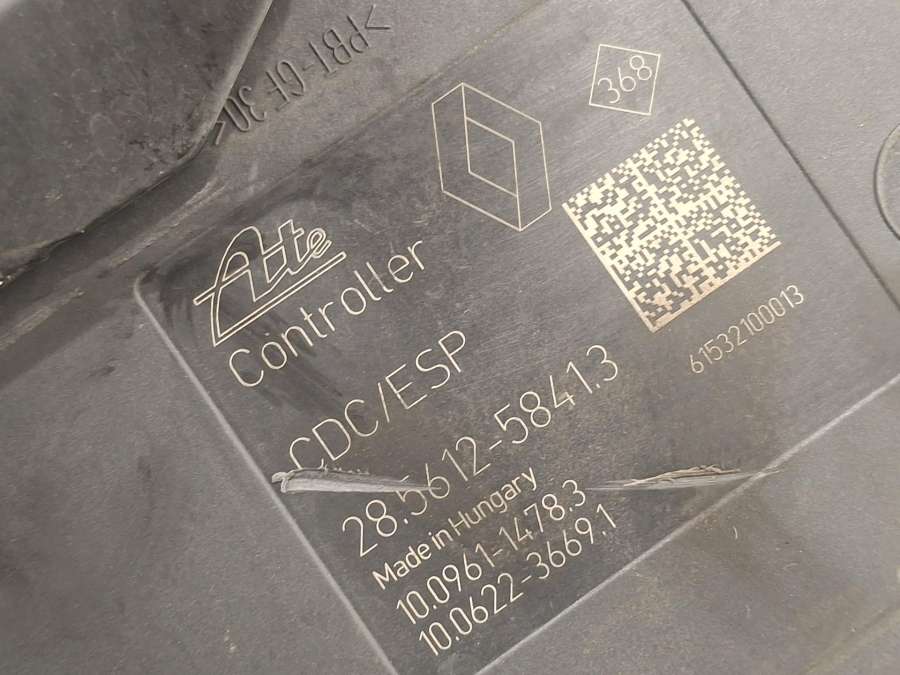 >PBT-GF30<
368
Ate
Controller
CDC/ESP
28.5612-5841.3
Made in Hungary
10.0961-1478.3
10.0622-3669.1
61532100013